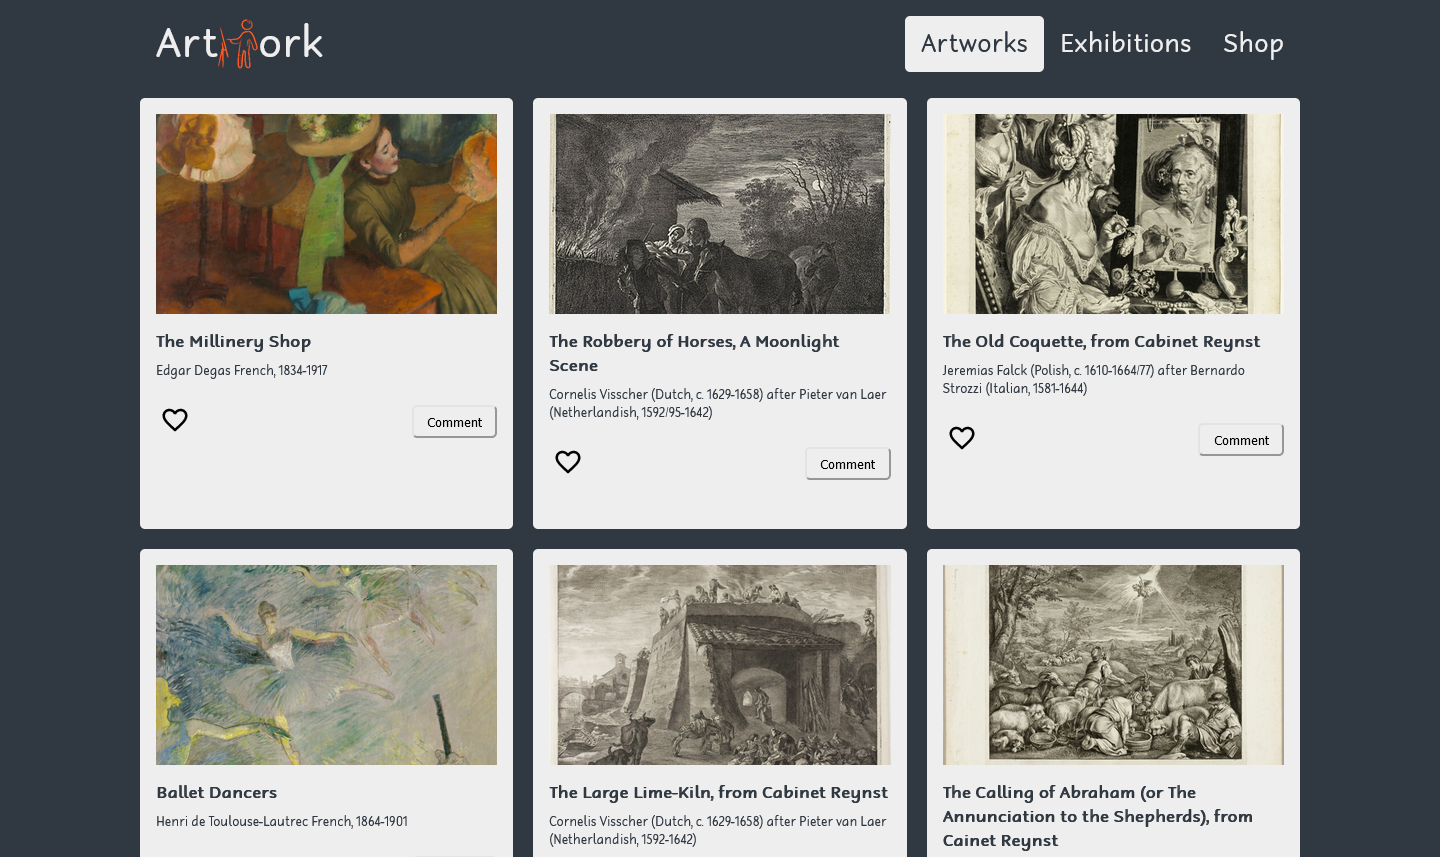 Art ork
Artworks
Exhibitions
Shop
The Millinery Shop
Edgar Degas French, 1834-1917
Comment
The Robbery of Horses, A Moonlight
Scene
Cornelis Visscher (Dutch, c. 1629-1658) after Pieter van Laer
(Netherlandish, 1592/95-1642)
Comment
The Old Coquette, from Cabinet Reynst
Jeremias Falck (Polish, c. 1610-1664/77) after Bernardo
Strozzi (Italian, 1581-1644)
Comment
Ballet Dancers
Henri de Toulouse-Lautrec French, 1864-1901
The Large Lime-Kiln, from Cabinet Reynst
Cornelis Visscher (Dutch, c. 1629-1658) after Pieter van Laer
(Netherlandish, 1592-1642)
The Calling of Abraham (or The
Annunciation to the Shepherds), from
Cainet Reynst